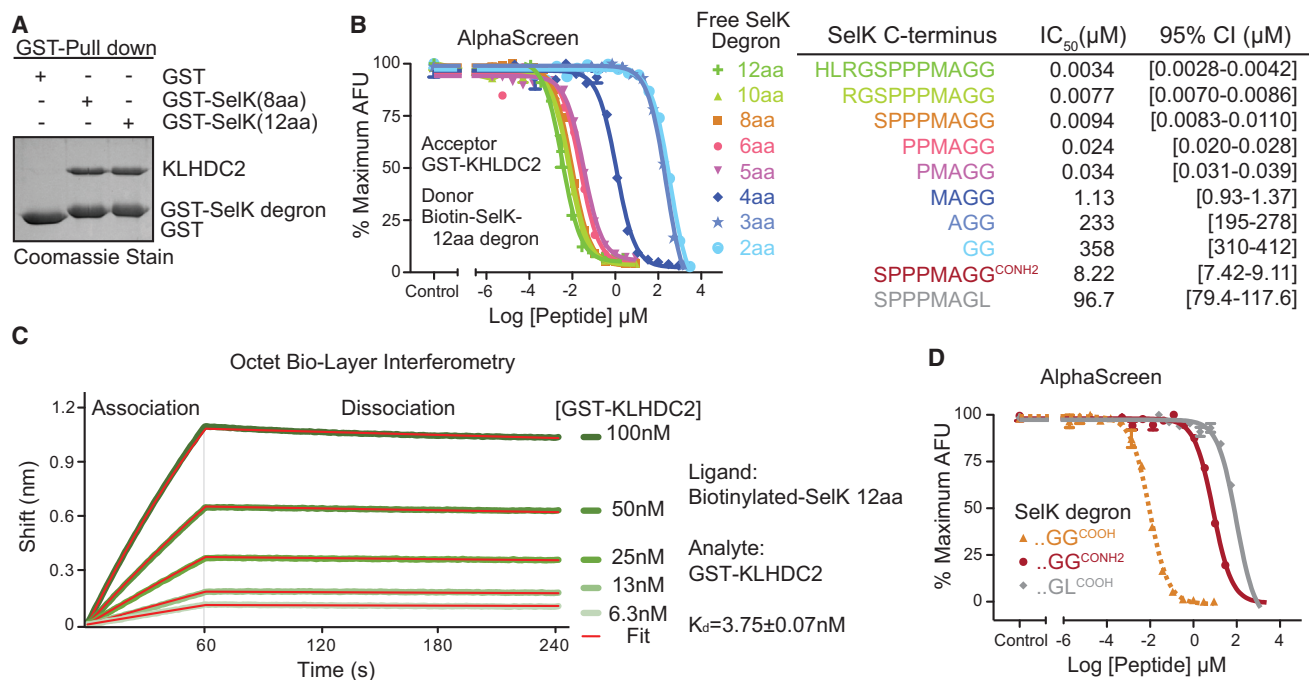 A
GST-Pull down
+ - - GST
- + - GST-SelK(8aa)
- - + GST-SelK(12aa)
KLHDC2
GST-SelK degron
GST
Coomassie Stain
B
AlphaScreen
% Maximum AFU
100
75
50
25
0
Acceptor
GST-KHLDC2
Donor
Biotin-SelK-
12aa degron
Control -6 -4 -2 0 2 4
Log [Peptide] µM
Free SelK
Degron
12aa
10aa
8aa
6aa
5aa
4aa
3aa
2aa
SelK C-terminus IC50(µM) 95% CI (µM)
HLRGSPPPMAGG 0.0034 [0.0028-0.0042]
RGSPPPMAGG 0.0077 [0.0070-0.0086]
SPPPMAGG 0.0094 [0.0083-0.0110]
PPMAGG 0.024 [0.020-0.028]
PMAGG 0.034 [0.031-0.039]
MAGG 1.13 [0.93-1.37]
AGG 233 [195-278]
GG 358 [310-412]
SPPPMAGGCONH2 8.22 [7.42-9.11]
SPPPMAGL 96.7 [79.4-117.6]
C
Octet Bio-Layer Interferometry
Association Dissociation
Shift (nm)
1.2
0.9
0.6
0.3
0
60 120 180 240
Time (s)
[GST-KLHDC2]
100nM
50nM
25nM
13nM
6.3nM
Fit
Ligand:
Biotinylated-SelK 12aa
Analyte:
GST-KLHDC2
Kd=3.75±0.07nM
D
AlphaScreen
% Maximum AFU
100
75
50
25
0
SelK degron
..GGCOOH
..GGCONH2
..GLCOOH
Control -6 -4 -2 0 2 4
Log [Peptide] µM